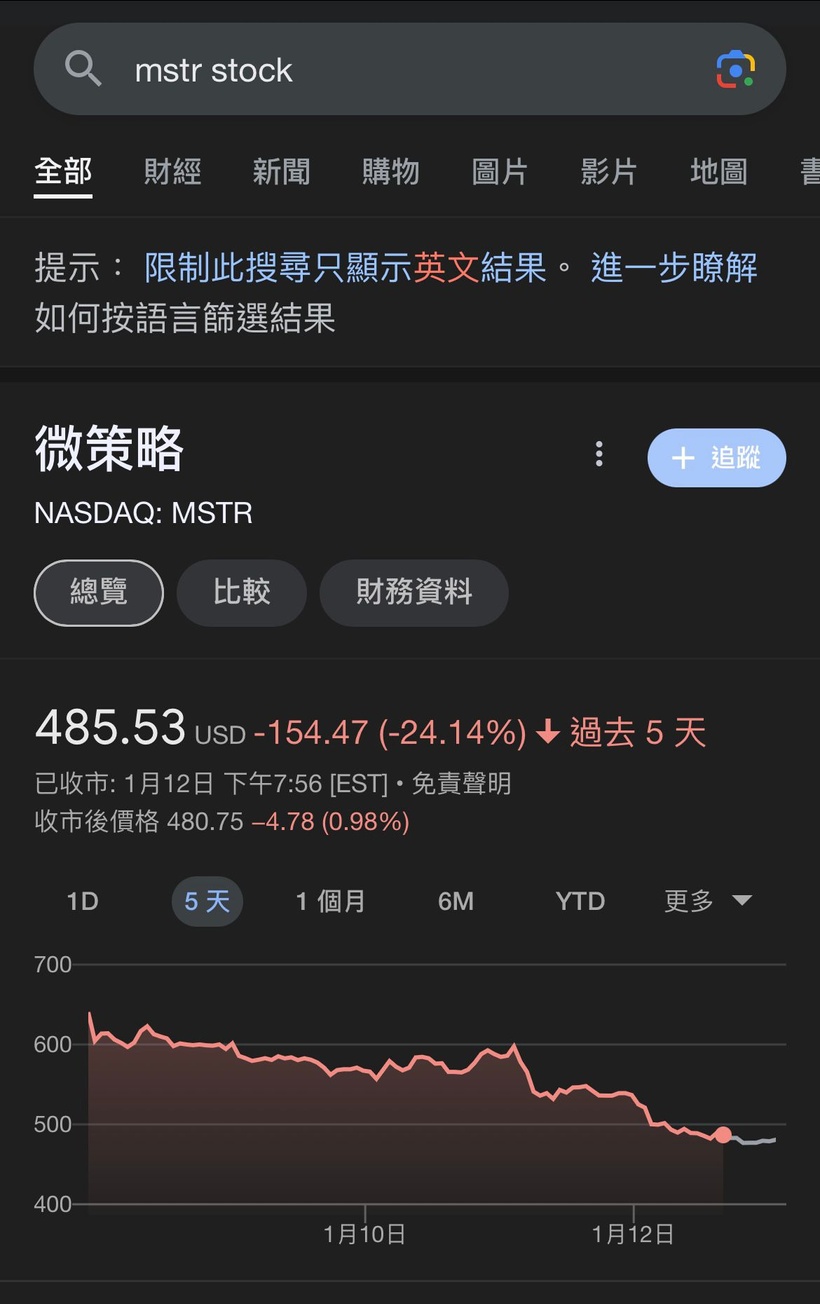 mstr stock
全部 財經 新聞 購物 圖片 影片 地圖
提示： 限制此搜尋只顯示英文結果。 進一步瞭解
如何按語言篩選結果
微策略
追蹤
NASDAQ: MSTR
總覽 比較 財務資料
485.53 USD -154.47 (-24.14%) 過去 5 天
已收市: 1月12日 下午7:56 [EST] • 免責聲明
收市後價格 480.75 −4.78 (0.98%)
1D 5 天 1 個月 6M YTD 更多
700
600
500
400
1月10日 1月12日